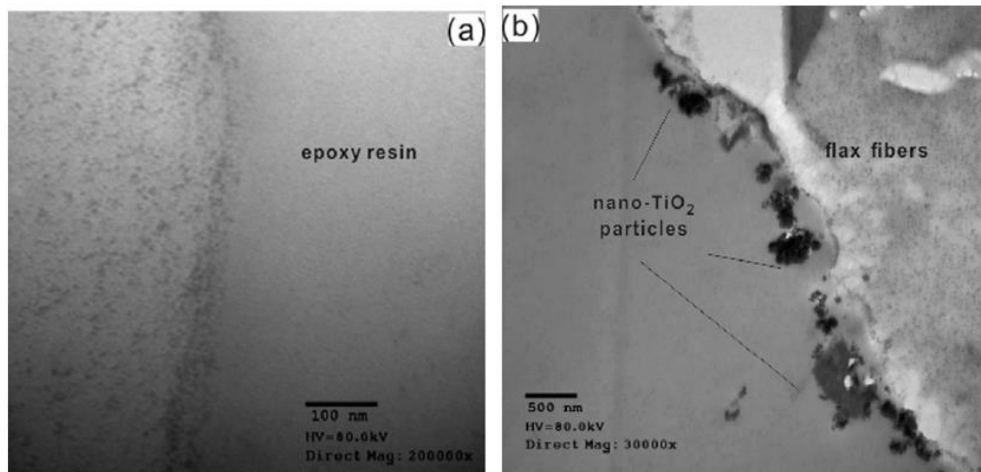 (a)
epoxy resin
100 nm
HV=80.0kV
Direct Mag: 200000x
(b)
flax fibers
nano-TiO₂
particles
500 nm
HV=80.0kV
Direct Mag: 30000x